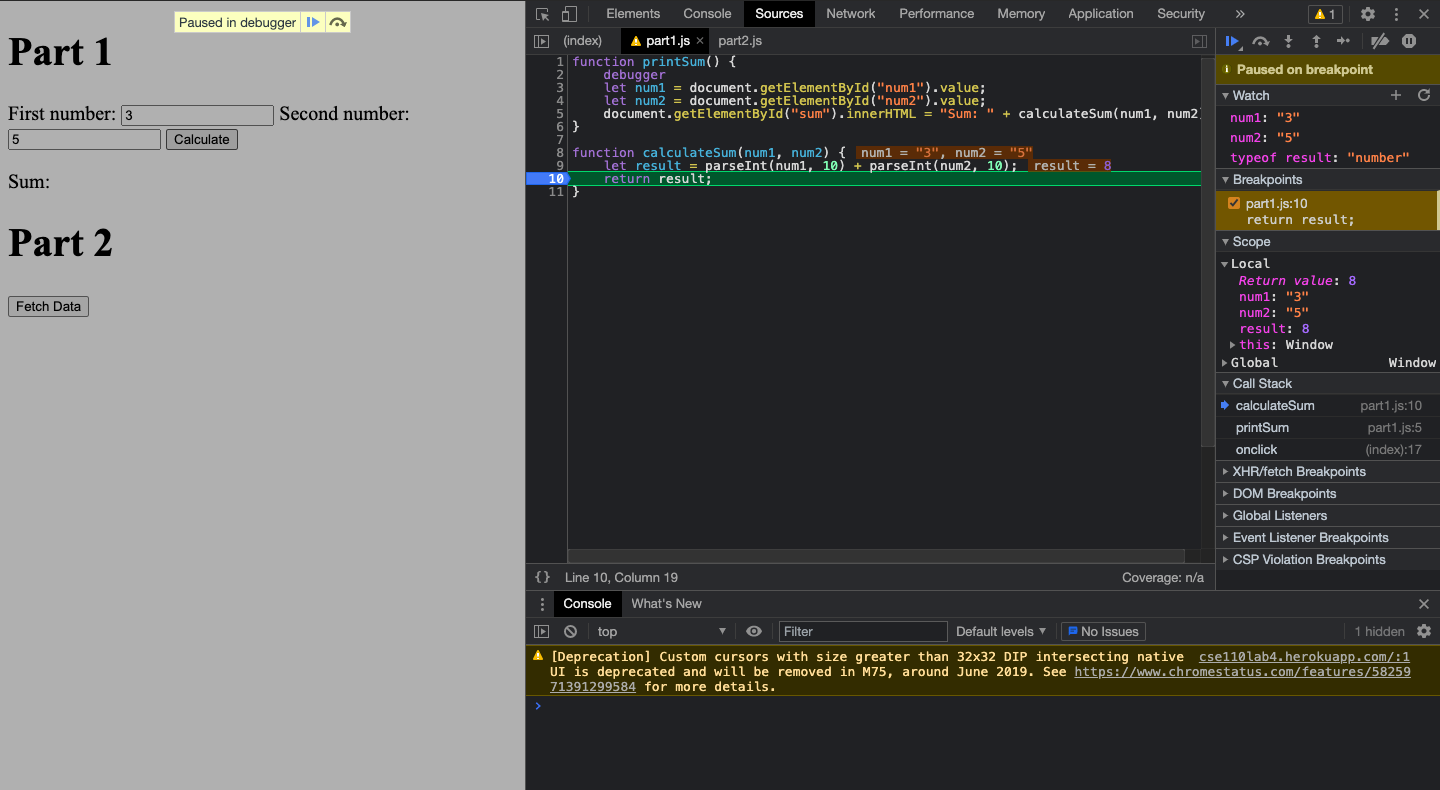 Paused in debugger
Part 1
First number: 3 Second number:
5 Calculate
Sum:
Part 2
Fetch Data
Elements Console Sources Network Performance Memory Application Security » 1
(index) part1.js × part2.js
1 function printSum() {
2 debugger
3 let num1 = document.getElementById("num1").value;
4 let num2 = document.getElementById("num2").value;
5 document.getElementById("sum").innerHTML = "Sum: " + calculateSum(num1, num2
6 }
7
8 function calculateSum(num1, num2) { num1 = "3", num2 = "5"
9 let result = parseInt(num1, 10) + parseInt(num2, 10); result = 8
10 return result;
11 }
{} Line 10, Column 19 Coverage: n/a
Paused on breakpoint
Watch
num1: "3"
num2: "5"
typeof result: "number"
Breakpoints
part1.js:10
return result;
Scope
Local
Return value: 8
num1: "3"
num2: "5"
result: 8
this: Window
Global Window
Call Stack
calculateSum part1.js:10
printSum part1.js:5
onclick (index):17
XHR/fetch Breakpoints
DOM Breakpoints
Global Listeners
Event Listener Breakpoints
CSP Violation Breakpoints
Console What's New
top Filter Default levels No Issues 1 hidden
[Deprecation] Custom cursors with size greater than 32x32 DIP intersecting native cse110lab4.herokuapp.com/:1
UI is deprecated and will be removed in M75, around June 2019. See https://www.chromestatus.com/features/58259
71391299584 for more details.